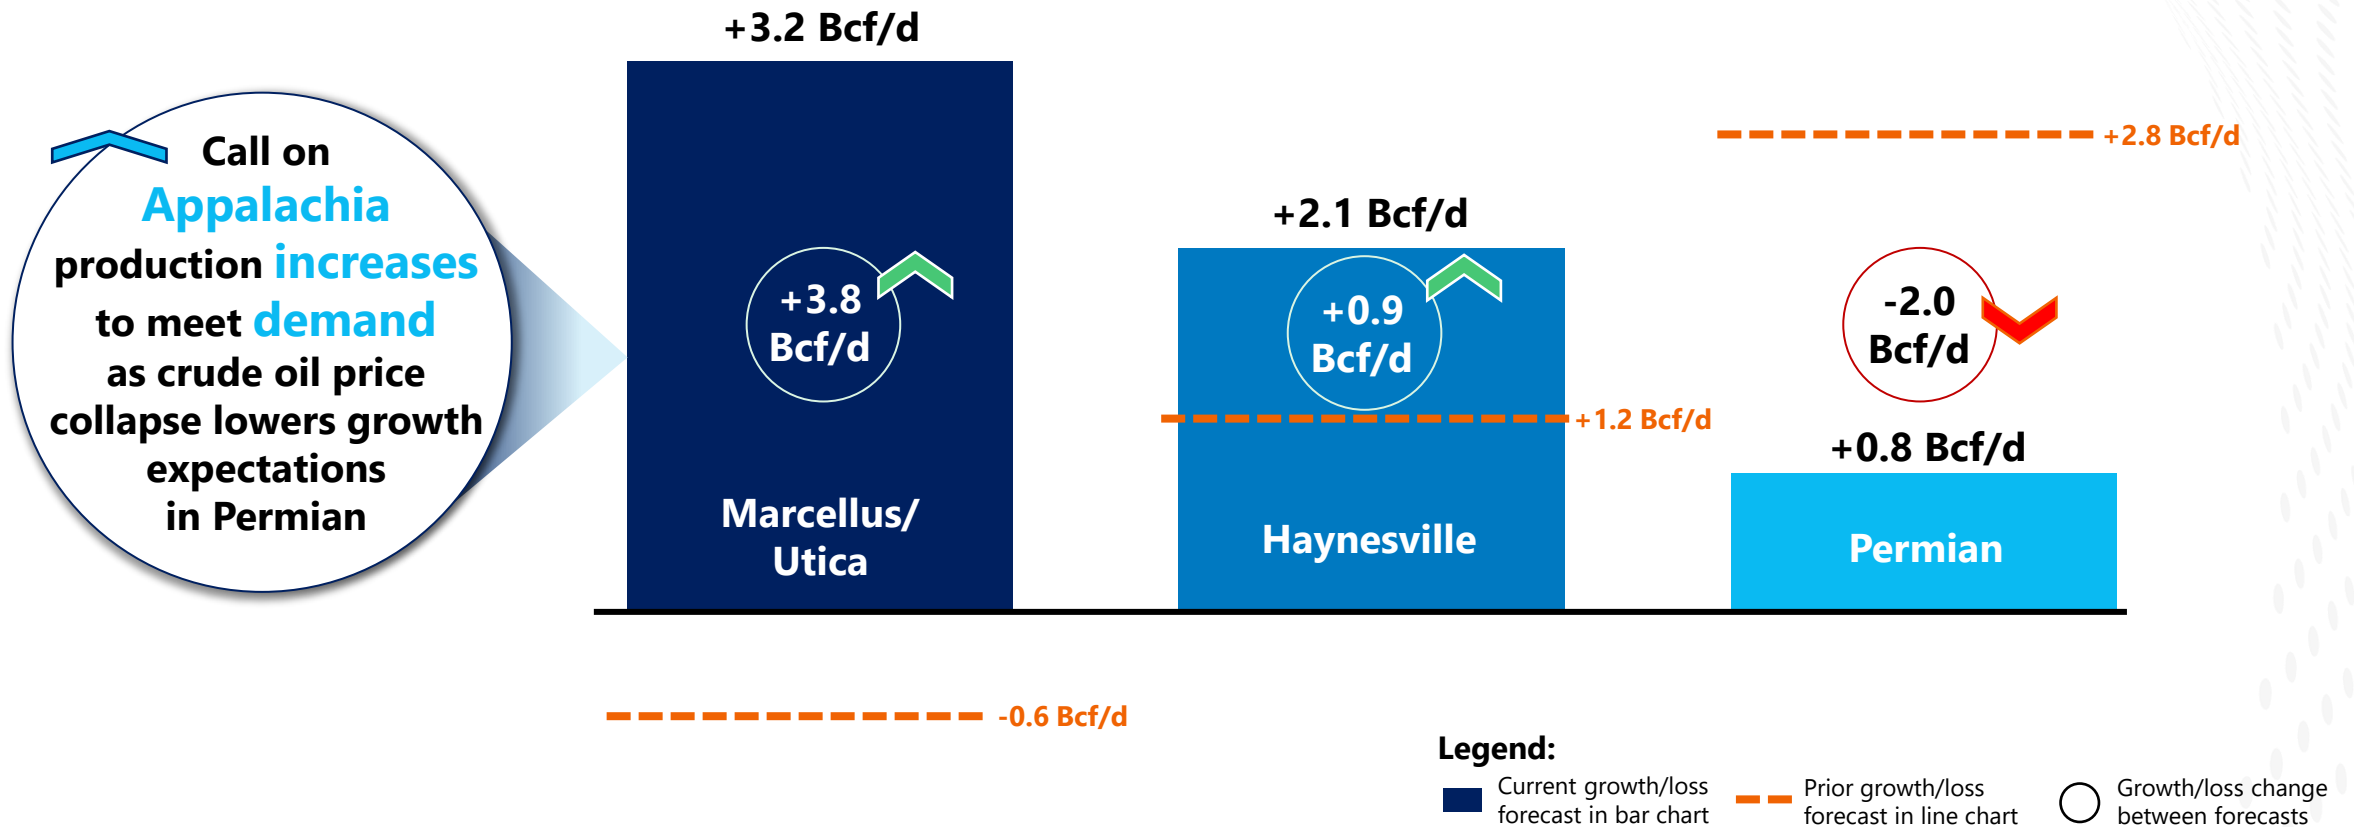 Call on
Appalachia
production increases
to meet demand
as crude oil price
collapse lowers growth
expectations
in Permian
+3.2 Bcf/d
+3.8
Bcf/d
Marcellus/
Utica
-0.6 Bcf/d
+2.1 Bcf/d
+0.9
Bcf/d
+1.2 Bcf/d
Haynesville
+2.8 Bcf/d
-2.0
Bcf/d
+0.8 Bcf/d
Permian
Legend:
Current growth/loss
forecast in bar chart
Prior growth/loss
forecast in line chart
Growth/loss change
between forecasts